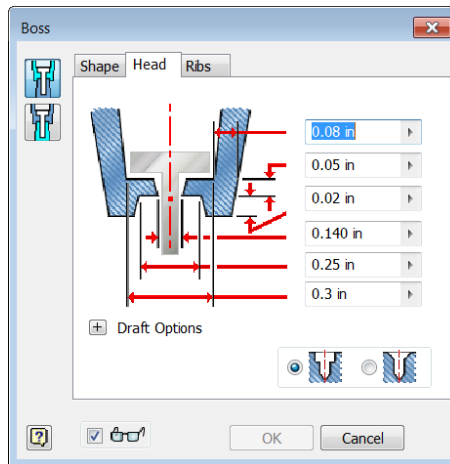 Boss
Shape Head Ribs
0.08 in
0.05 in
0.02 in
0.140 in
0.25 in
0.3 in
+ Draft Options
?
OK Cancel